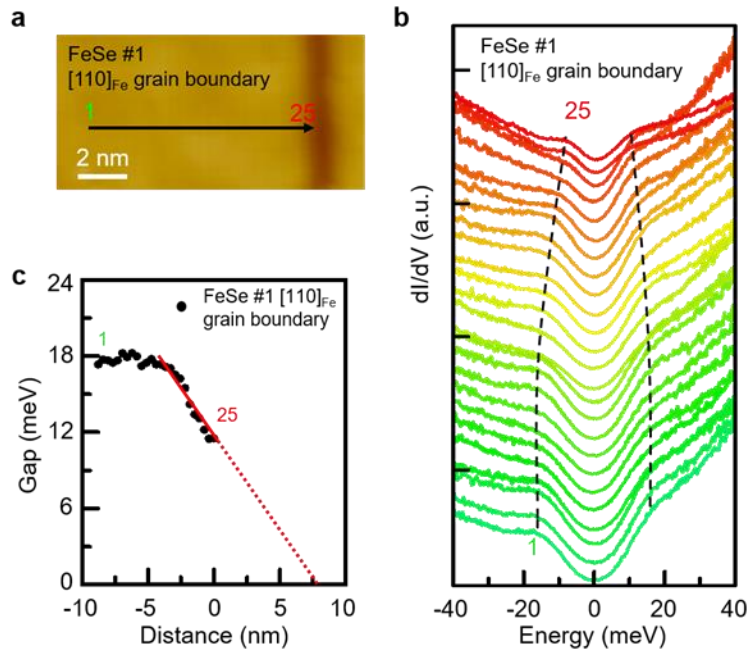 a
FeSe #1
[110]Fe grain boundary
1
25
2 nm
b
FeSe #1
[110]Fe grain boundary
25
1
dI/dV (a.u.)
-40
-20
0
20
40
Energy (meV)
c
24
18
12
6
0
Gap (meV)
FeSe #1 [110]Fe
grain boundary
1
25
-10
-5
0
5
10
Distance (nm)